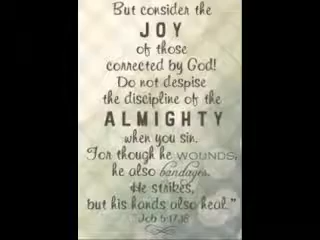 But consider the
JOY
of those
corrected by God!
Do not despise
the discipline of the
ALMIGHTY
when you sin.
For though he WOUNDS,
he also bandages.
He strikes,
but his hands also heal."
Job 5:17,18